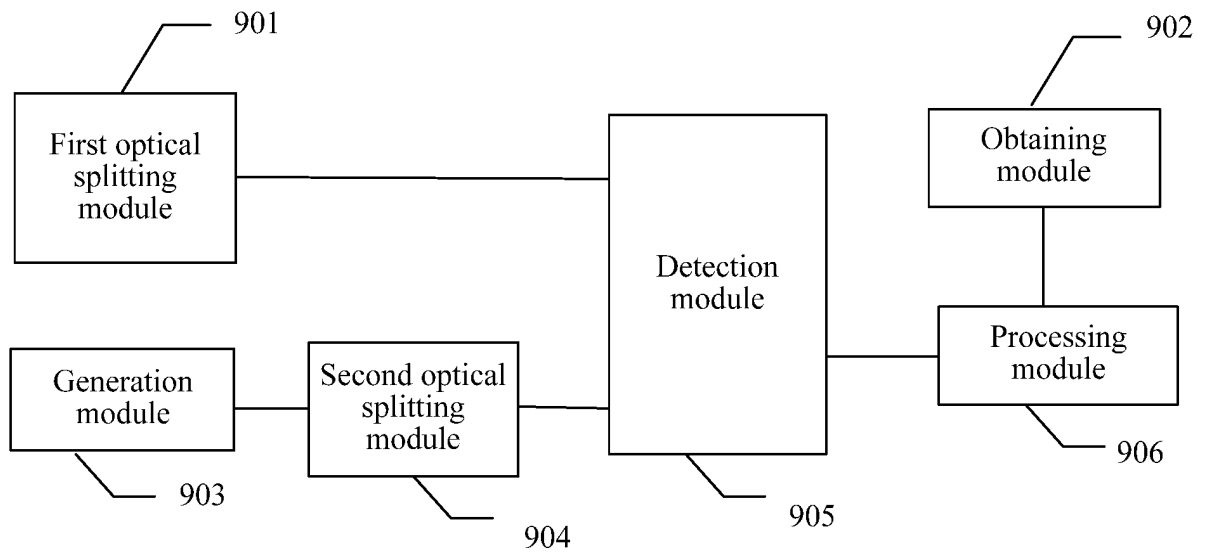 901
902
First optical
splitting
module
Obtaining
module
Detection
module
Processing
module
Generation
module
Second optical
splitting
module
903
904
905
906